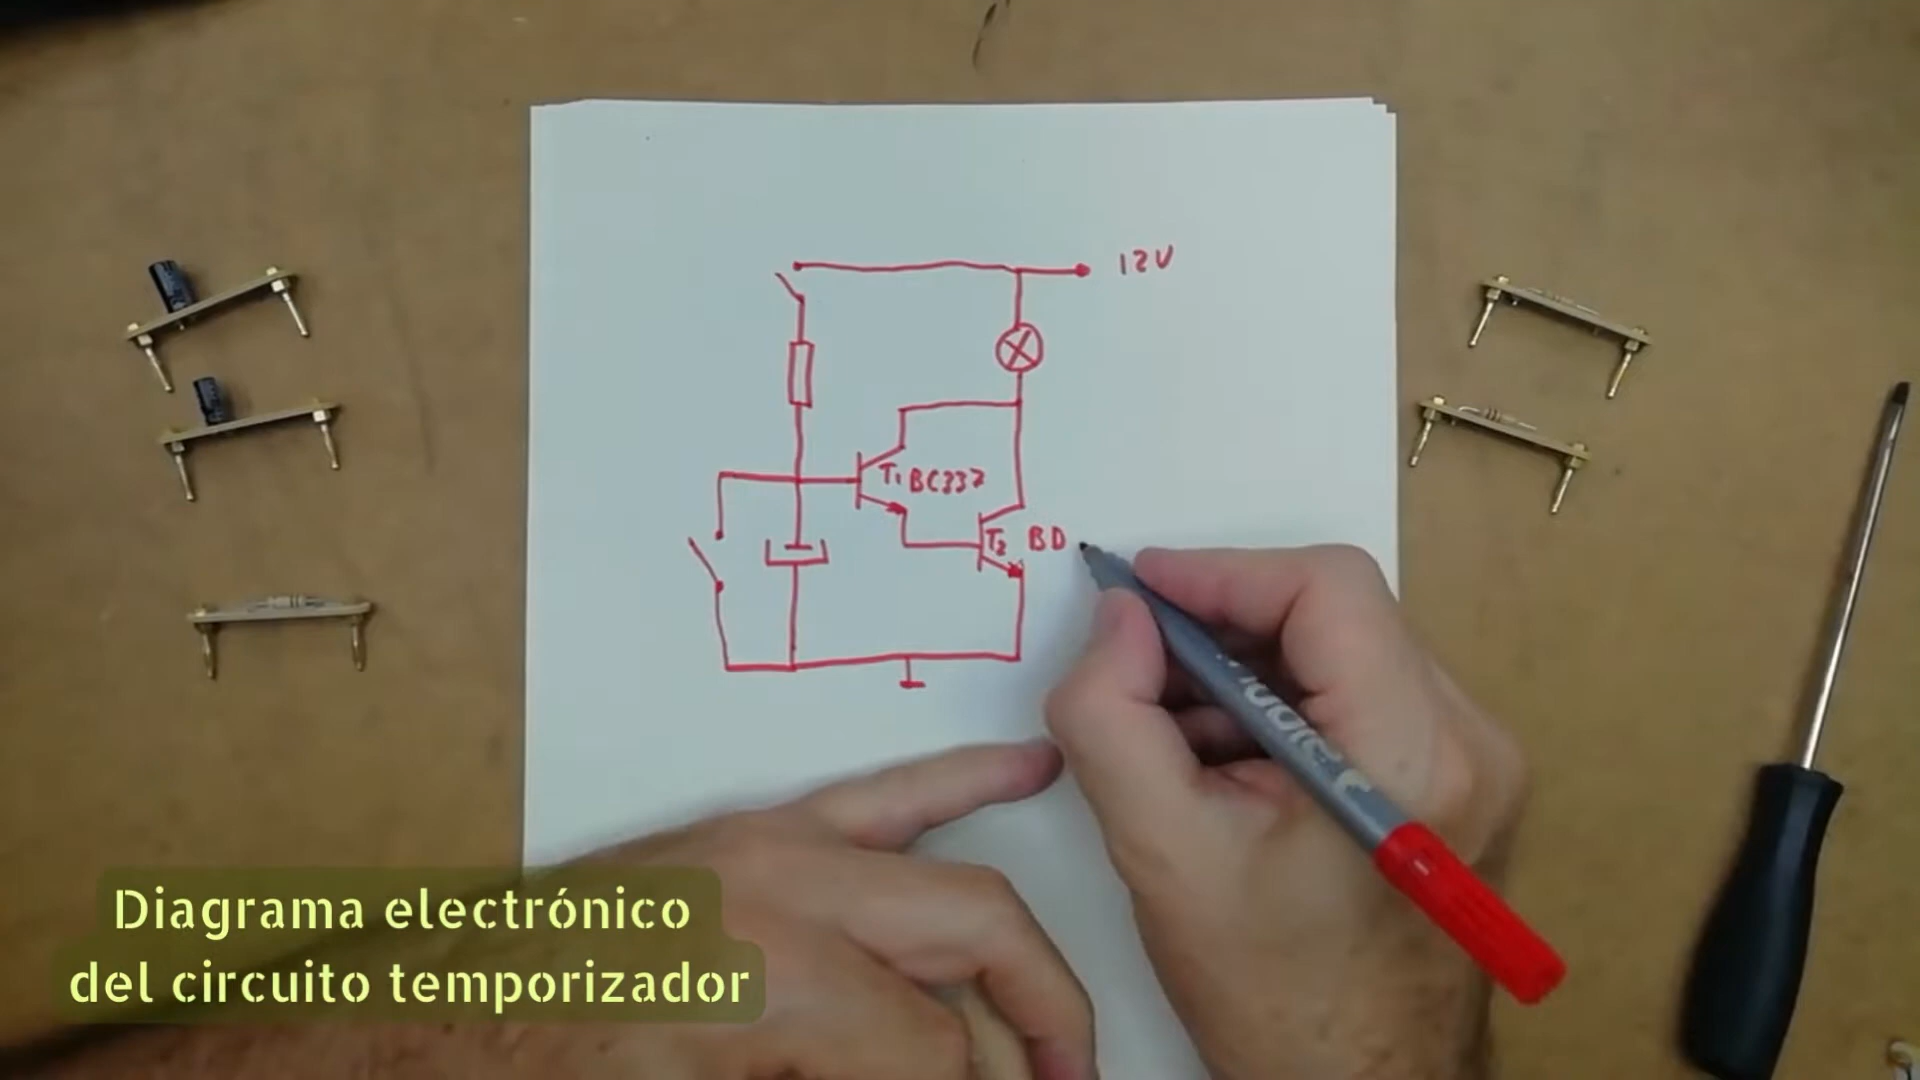 12V
T1 BC337
T2 BD
Diagrama electrónico
del circuito temporizador